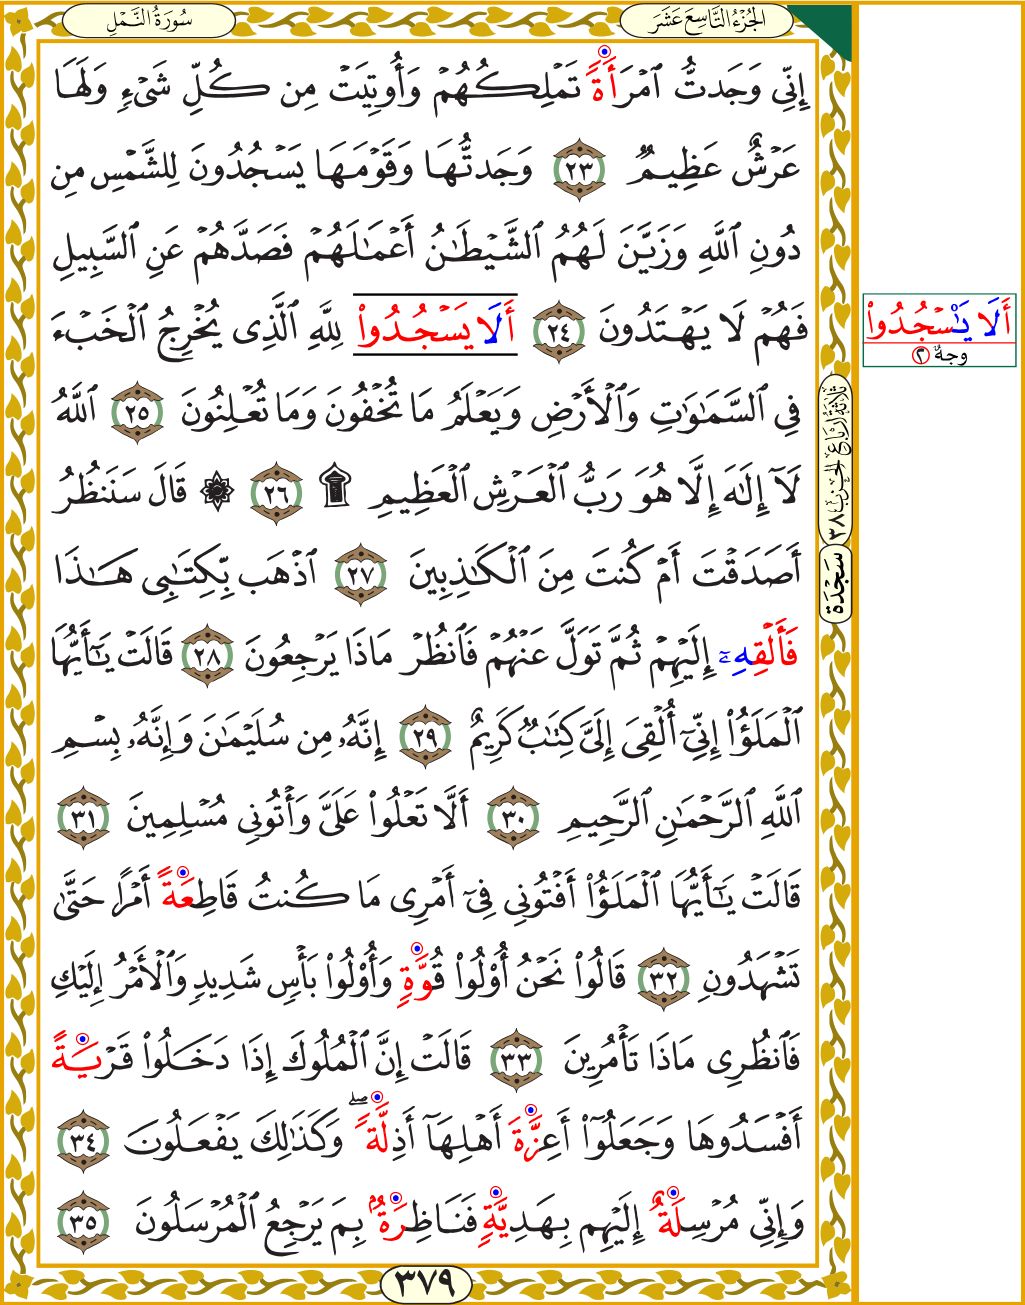 الجُزْءُ التَّاسِعَ عَشَرَ
سُورَةُ النَّمْلِ
إِنِّي وَجَدتُّ ٱمْرَأَةً تَمْلِكُهُمْ وَأُوتِيَتْ مِن كُلِّ شَىْءٍ وَلَهَا
عَرْشٌ عَظِيمٌ ٢٣ وَجَدتُّهَا وَقَوْمَهَا يَسْجُدُونَ لِلشَّمْسِ مِن
دُونِ ٱللَّهِ وَزَيَّنَ لَهُمُ ٱلشَّيْطَٰنُ أَعْمَٰلَهُمْ فَصَدَّهُمْ عَنِ ٱلسَّبِيلِ
فَهُمْ لَا يَهْتَدُونَ ٢٤ أَلَا يَسْجُدُوا۟ لِلَّهِ ٱلَّذِى يُخْرِجُ ٱلْخَبْءَ
فِي ٱلسَّمَٰوَٰتِ وَٱلْأَرْضِ وَيَعْلَمُ مَا تُخْفُونَ وَمَا تُعْلِنُونَ ٢٥ ٱللَّهُ
لَآ إِلَٰهَ إِلَّا هُوَ رَبُّ ٱلْعَرْشِ ٱلْعَظِيمِ ۩ ٢٦ ۞ قَالَ سَنَنظُرُ
أَصَدَقْتَ أَمْ كُنتَ مِنَ ٱلْكَٰذِبِينَ ٢٧ ٱذْهَب بِّكِتَٰبِى هَٰذَا
فَأَلْقِهِۦٓ إِلَيْهِمْ ثُمَّ تَوَلَّ عَنْهُمْ فَٱنظُرْ مَاذَا يَرْجِعُونَ ٢٨ قَالَتْ يَٰٓأَيُّهَا
ٱلْمَلَؤُا۟ إِنِّىٓ أُلْقِىَ إِلَىَّ كِتَٰبٌ كَرِيمٌ ٢٩ إِنَّهُۥ مِن سُلَيْمَٰنَ وَإِنَّهُۥ بِسْمِ
ٱللَّهِ ٱلرَّحْمَٰنِ ٱلرَّحِيمِ ٣٠ أَلَّا تَعْلُوا۟ عَلَىَّ وَأْتُونِي مُسْلِمِينَ ٣١
قَالَتْ يَٰٓأَيُّهَا ٱلْمَلَؤُا۟ أَفْتُونِي فِىٓ أَمْرِى مَا كُنتُ قَاطِعَةً أَمْرًا حَتَّىٰ
تَشْهَدُونِ ٣٢ قَالُوا۟ نَحْنُ أُو۟لُوا۟ قُوَّةٍ وَأُو۟لُوا۟ بَأْسٍ شَدِيدٍ وَٱلْأَمْرُ إِلَيْكِ
فَٱنظُرِى مَاذَا تَأْمُرِينَ ٣٣ قَالَتْ إِنَّ ٱلْمُلُوكَ إِذَا دَخَلُوا۟ قَرْيَةً
أَفْسَدُوهَا وَجَعَلُوٓا۟ أَعِزَّةَ أَهْلِهَآ أَذِلَّةً ۖ وَكَذَٰلِكَ يَفْعَلُونَ ٣٤
وَإِنِّي مُرْسِلَةٌ إِلَيْهِم بِهَدِيَّةٍ فَنَاظِرَةٌۢ بِمَ يَرْجِعُ ٱلْمُرْسَلُونَ ٣٥
٣٧٩
أَلَا يَٰسْجُدُوا۟
وجهٌ ٢
ثَلَاثَةُ أَرْبَاعِ الحِزْبِ ٣٨
سَجْدَة